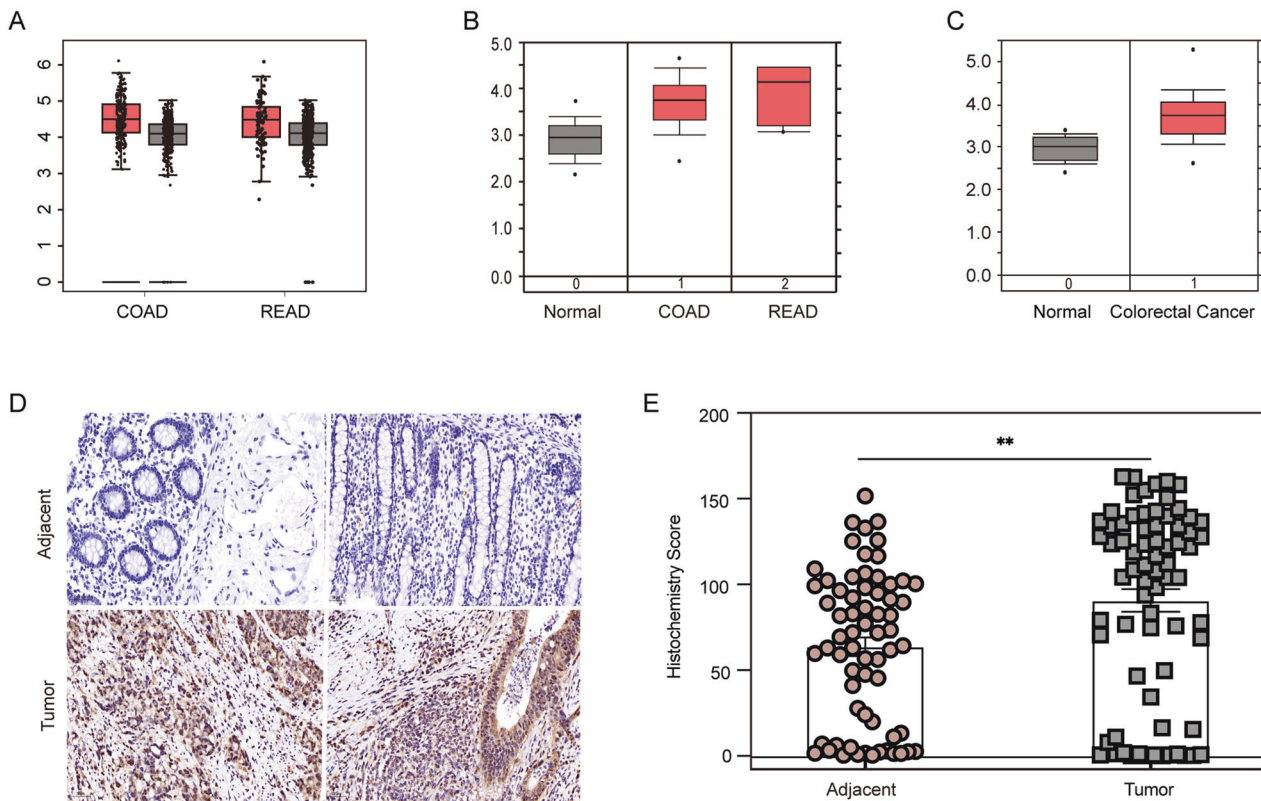 A
6
5
4
3
2
1
0
COAD
READ
B
5.0
4.0
3.0
2.0
1.0
0.0
0
1
2
Normal
COAD
READ
C
5.0
4.0
3.0
2.0
1.0
0.0
0
1
Normal
Colorectal Cancer
D
Adjacent
Tumor
E
Histochemistry Score
200
150
100
50
0
**
Adjacent
Tumor